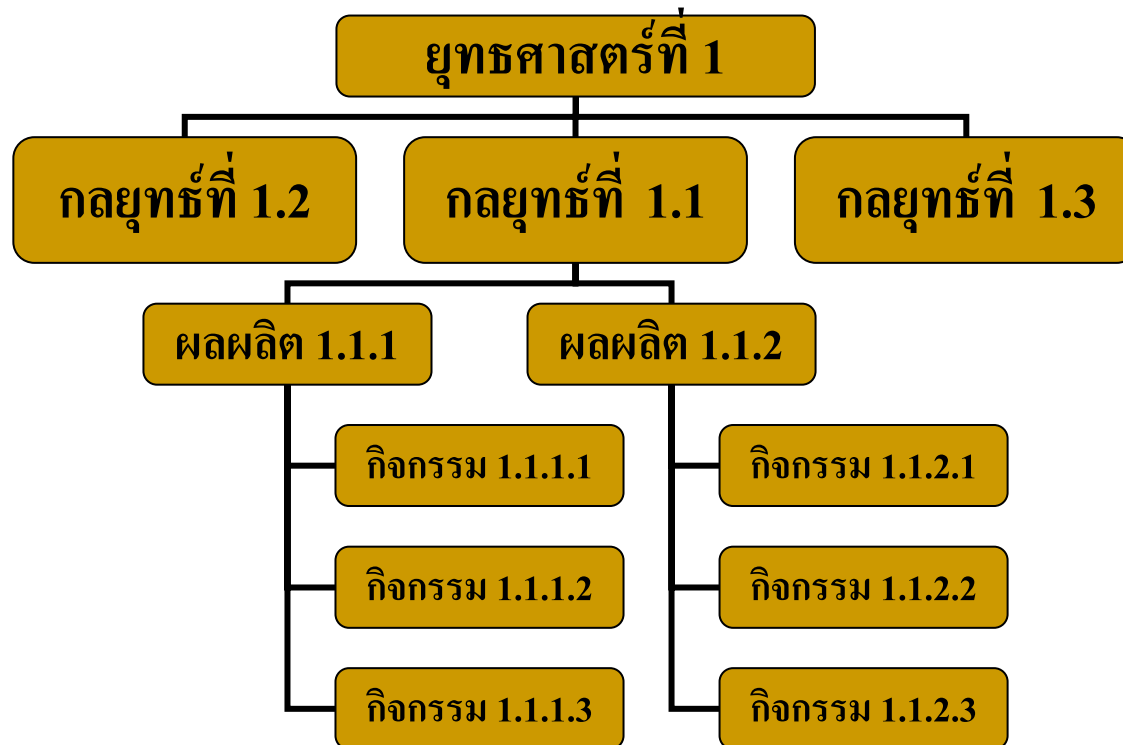 ยุทธศาสตร์ที่ 1
กลยุทธ์ที่ 1.2
กลยุทธ์ที่ 1.1
กลยุทธ์ที่ 1.3
ผลผลิต 1.1.1
ผลผลิต 1.1.2
กิจกรรม 1.1.1.1
กิจกรรม 1.1.2.1
กิจกรรม 1.1.1.2
กิจกรรม 1.1.2.2
กิจกรรม 1.1.1.3
กิจกรรม 1.1.2.3